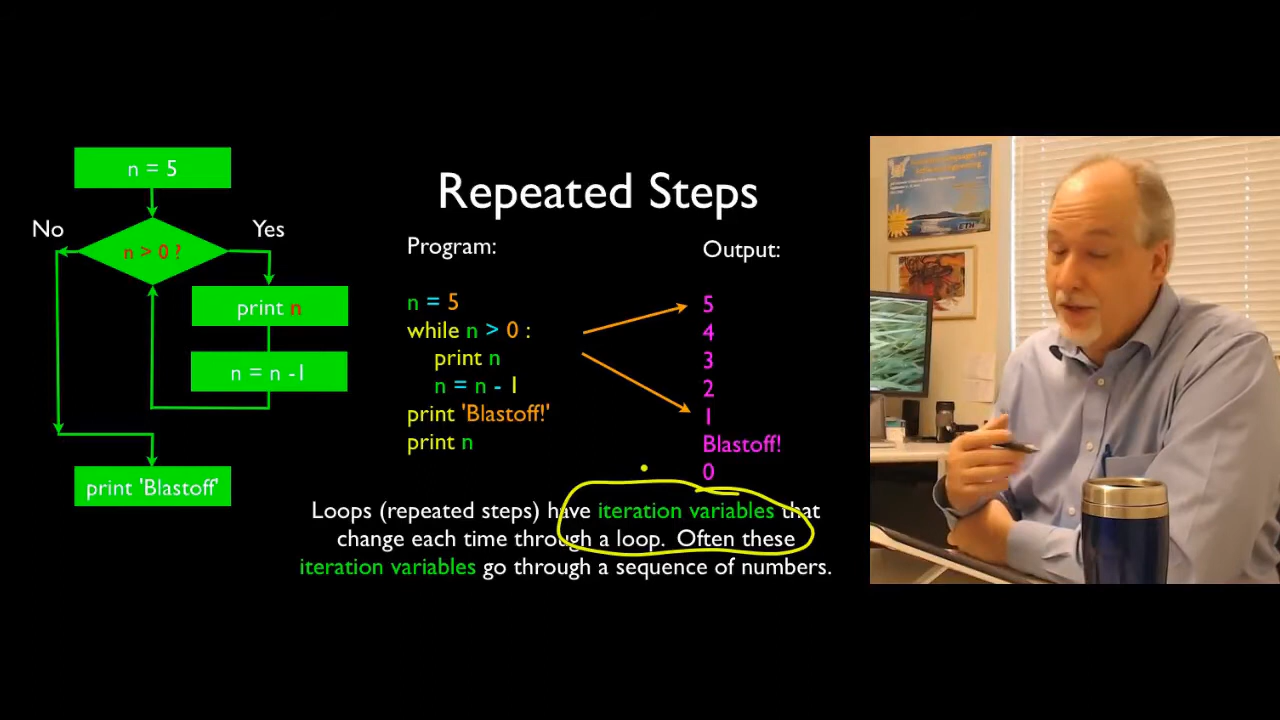 n = 5
No
Yes
n > 0 ?
print n
n = n -1
print 'Blastoff'
Repeated Steps
Program:
n = 5
while n > 0 :
print n
n = n - 1
print 'Blastoff!'
print n
Output:
5
4
3
2
1
Blastoff!
0
Loops (repeated steps) have iteration variables that
change each time through a loop. Often these
iteration variables go through a sequence of numbers.
ETH